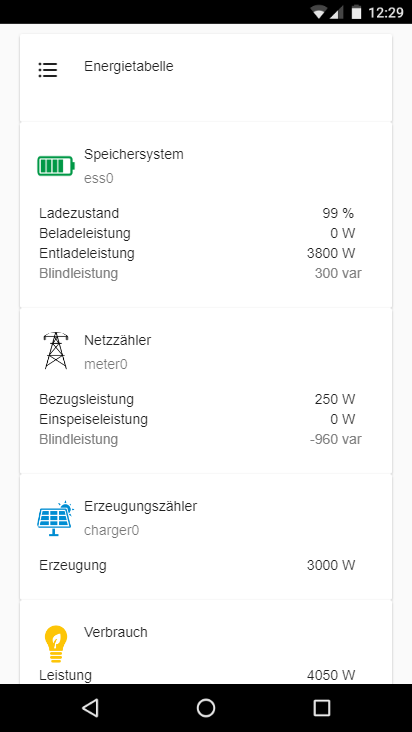 12:29
Energietabelle
Speichersystem
ess0
Ladezustand 99 %
Beladeleistung 0 W
Entladeleistung 3800 W
Blindleistung 300 var
Netzzähler
meter0
Bezugsleistung 250 W
Einspeiseleistung 0 W
Blindleistung -960 var
Erzeugungszähler
charger0
Erzeugung 3000 W
Verbrauch
Leistung 4050 W